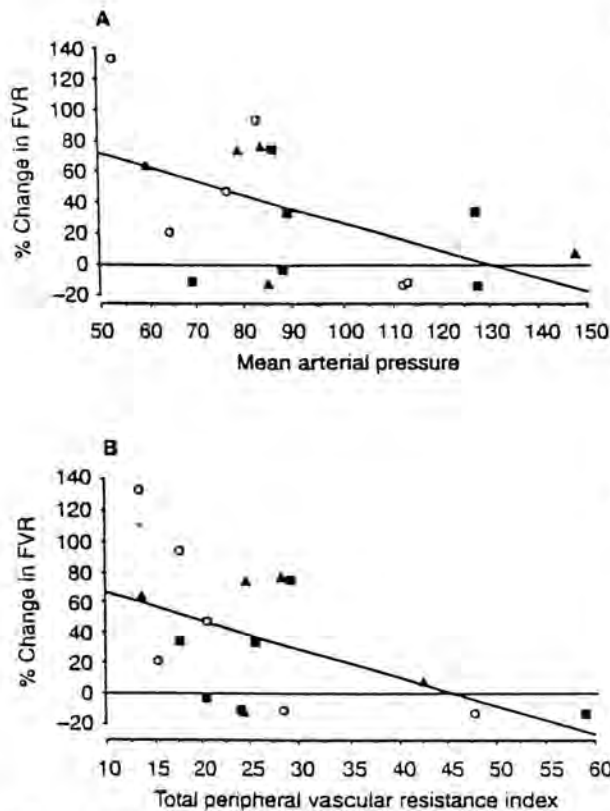 A
140
120
100
80
60
40
20
0
−20
% Change in FVR
50 60 70 80 90 100 110 120 130 140 150
Mean arterial pressure
B
140
120
100
80
60
40
20
0
−20
% Change in FVR
10 15 20 25 30 35 40 45 50 55 60
Total peripheral vascular resistance index